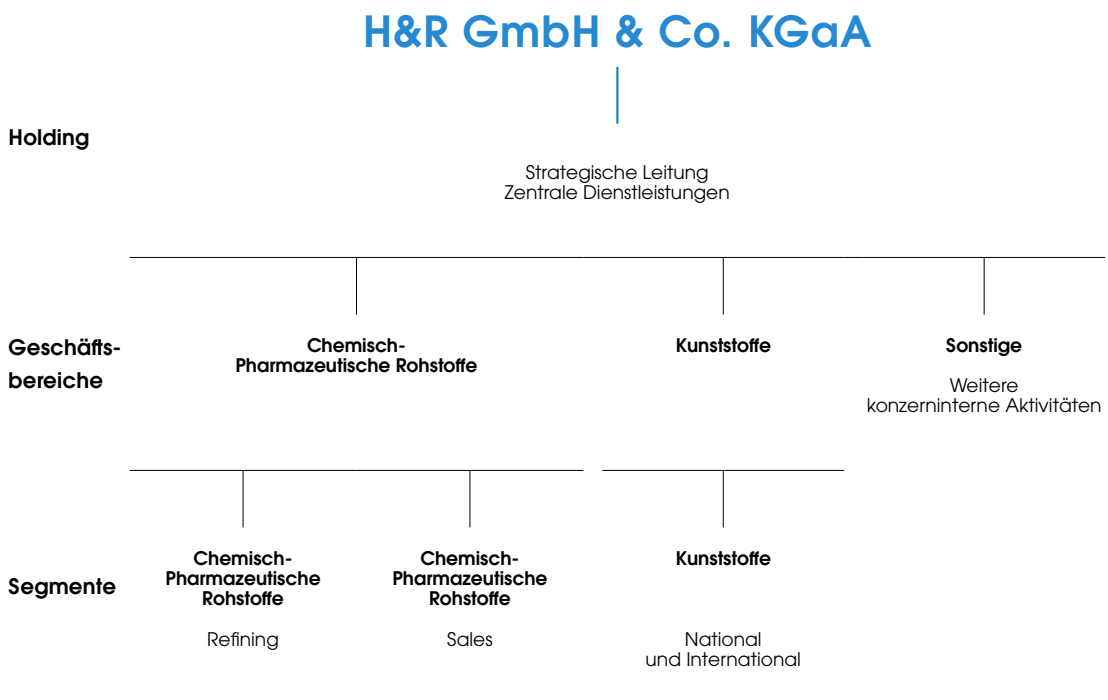 H&R GmbH & Co. KGaA
Holding
Strategische Leitung
Zentrale Dienstleistungen
Geschäfts-
bereiche
Chemisch-
Pharmazeutische Rohstoffe
Kunststoffe
Sonstige
Weitere
konzerninterne Aktivitäten
Segmente
Chemisch-
Pharmazeutische
Rohstoffe
Refining
Chemisch-
Pharmazeutische
Rohstoffe
Sales
Kunststoffe
National
und International